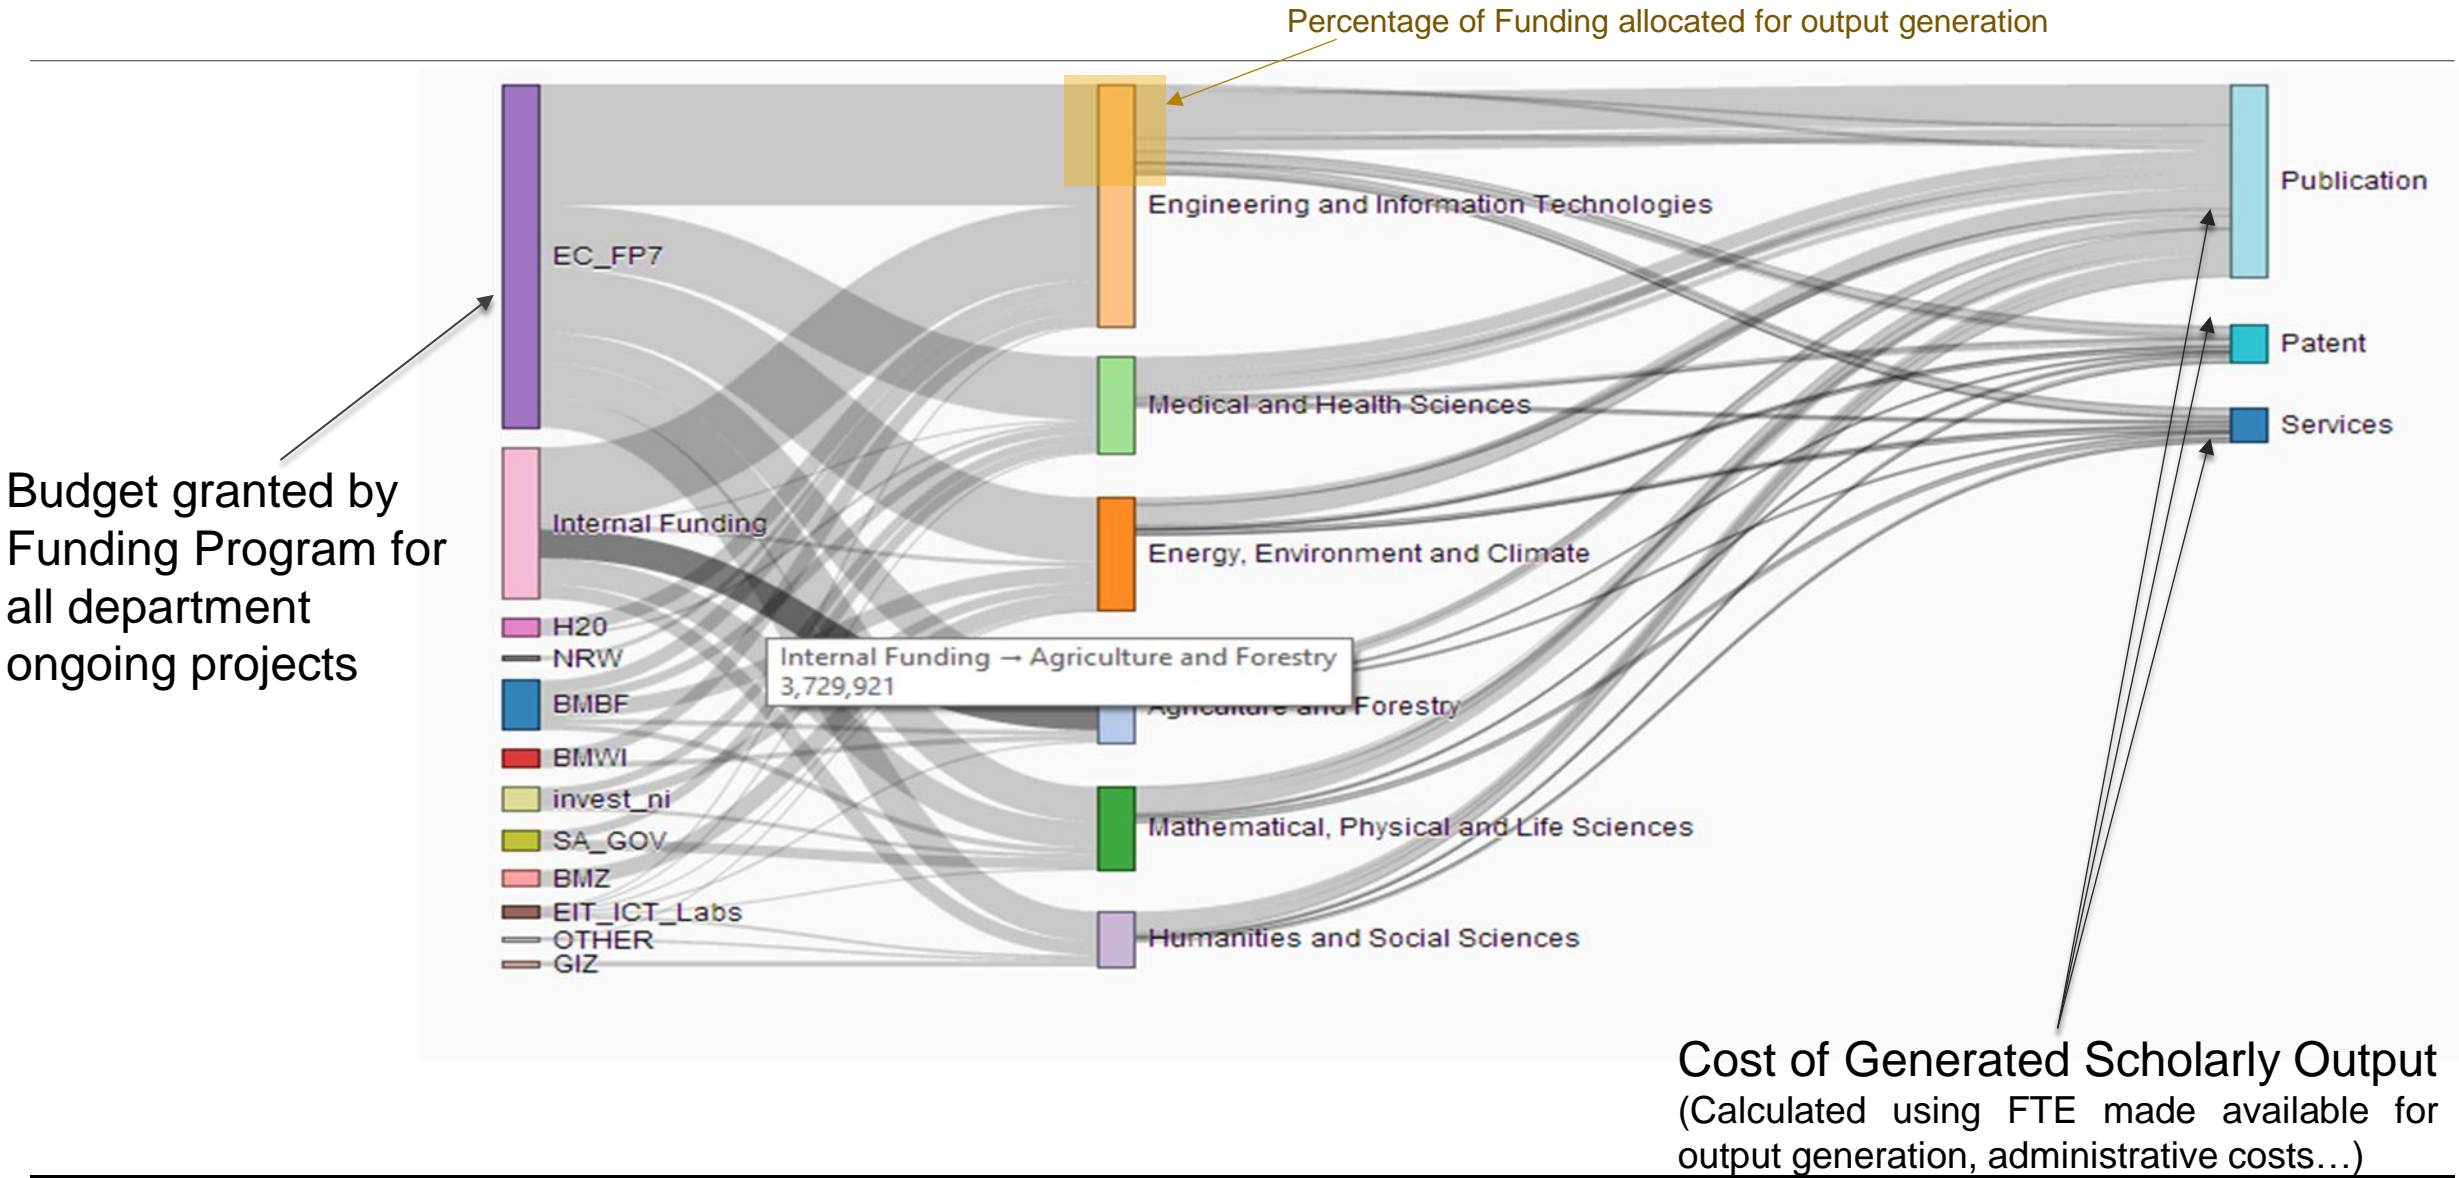 Percentage of Funding allocated for output generation
EC_FP7
Internal Funding
H20
NRW
BMBF
BMWI
invest_ni
SA_GOV
BMZ
EIT_ICT_Labs
OTHER
GIZ
Budget granted by
Funding Program for
all department
ongoing projects
Engineering and Information Technologies
Medical and Health Sciences
Energy, Environment and Climate
Internal Funding → Agriculture and Forestry
3,729,921
Agriculture and Forestry
Mathematical, Physical and Life Sciences
Humanities and Social Sciences
Publication
Patent
Services
Cost of Generated Scholarly Output
(Calculated using FTE made available for
output generation, administrative costs…)